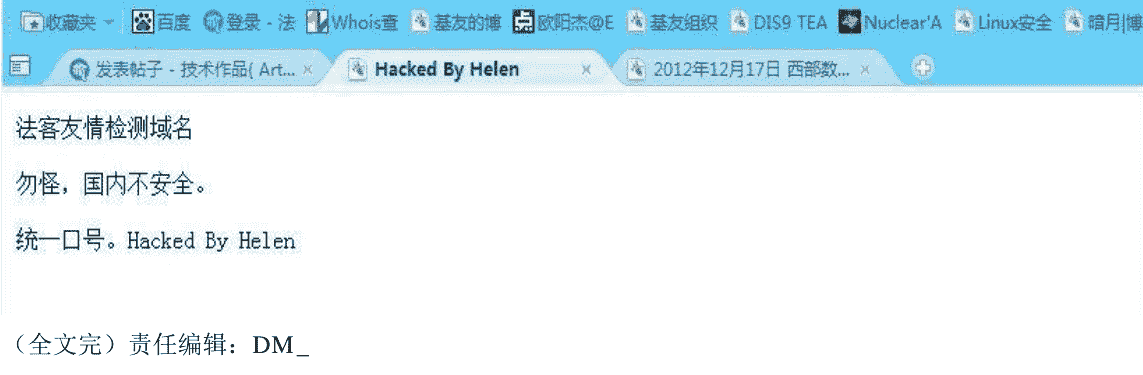 收藏夹 百度 登录 - 法 Whois查 基友的博 欧阳杰@E 基友组织 DIS9 TEA Nuclear'A Linux安全 暗月|博
发表帖子 - 技术作品( Art... Hacked By Helen 2012年12月17日 西部数...
法客友情检测域名
勿怪，国内不安全。
统一口号。Hacked By Helen
（全文完）责任编辑：DM_